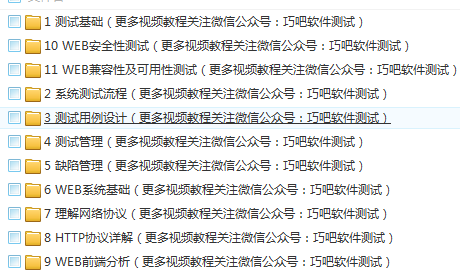 1 测试基础（更多视频教程关注微信公众号：巧吧软件测试）
10 WEB安全性测试（更多视频教程关注微信公众号：巧吧软件测试）
11 WEB兼容性及可用性测试（更多视频教程关注微信公众号：巧吧软件测试）
2 系统测试流程（更多视频教程关注微信公众号：巧吧软件测试）
3 测试用例设计（更多视频教程关注微信公众号：巧吧软件测试）
4 测试管理（更多视频教程关注微信公众号：巧吧软件测试）
5 缺陷管理（更多视频教程关注微信公众号：巧吧软件测试）
6 WEB系统基础（更多视频教程关注微信公众号：巧吧软件测试）
7 理解网络协议（更多视频教程关注微信公众号：巧吧软件测试）
8 HTTP协议详解（更多视频教程关注微信公众号：巧吧软件测试）
9 WEB前端分析（更多视频教程关注微信公众号：巧吧软件测试）